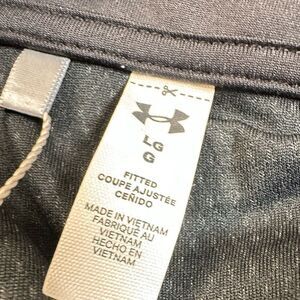 LG
G
FITTED
COUPE AJUSTÉE
CEÑIDO
MADE IN VIETNAM
FABRIQUÉ AU
VIETNAM
HECHO EN
VIETNAM